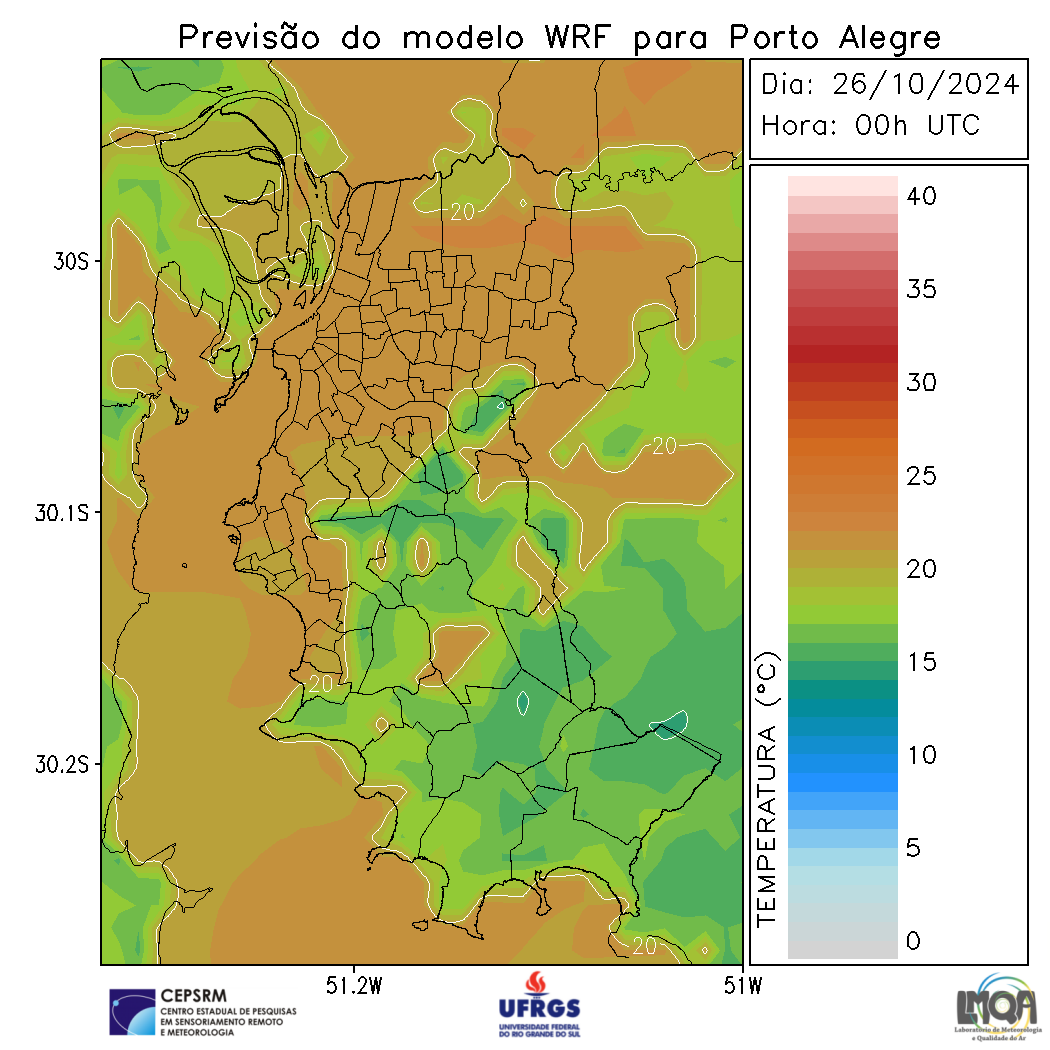 Previsão do modelo WRF para Porto Alegre
Dia: 26/10/2024
Hora: 00h UTC
40
35
30
25
20
15
10
5
0
TEMPERATURA (°C)
30S
30.1S
30.2S
51.2W
51W
20
20
20
20
CEPSRM
CENTRO ESTADUAL DE PESQUISAS
EM SENSORIAMENTO REMOTO
E METEOROLOGIA
UFRGS
UNIVERSIDADE FEDERAL
DO RIO GRANDE DO SUL
LMQA
Laboratório de Meteorologia
e Qualidade do Ar